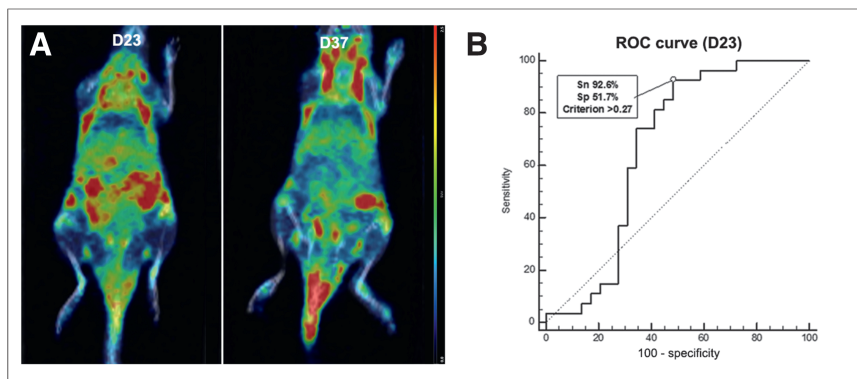 A
D23
D37
B
ROC curve (D23)
Sn 92.6%
Sp 51.7%
Criterion >0.27
Sensitivity
100
80
60
40
20
0
0 20 40 60 80 100
100 - specificity